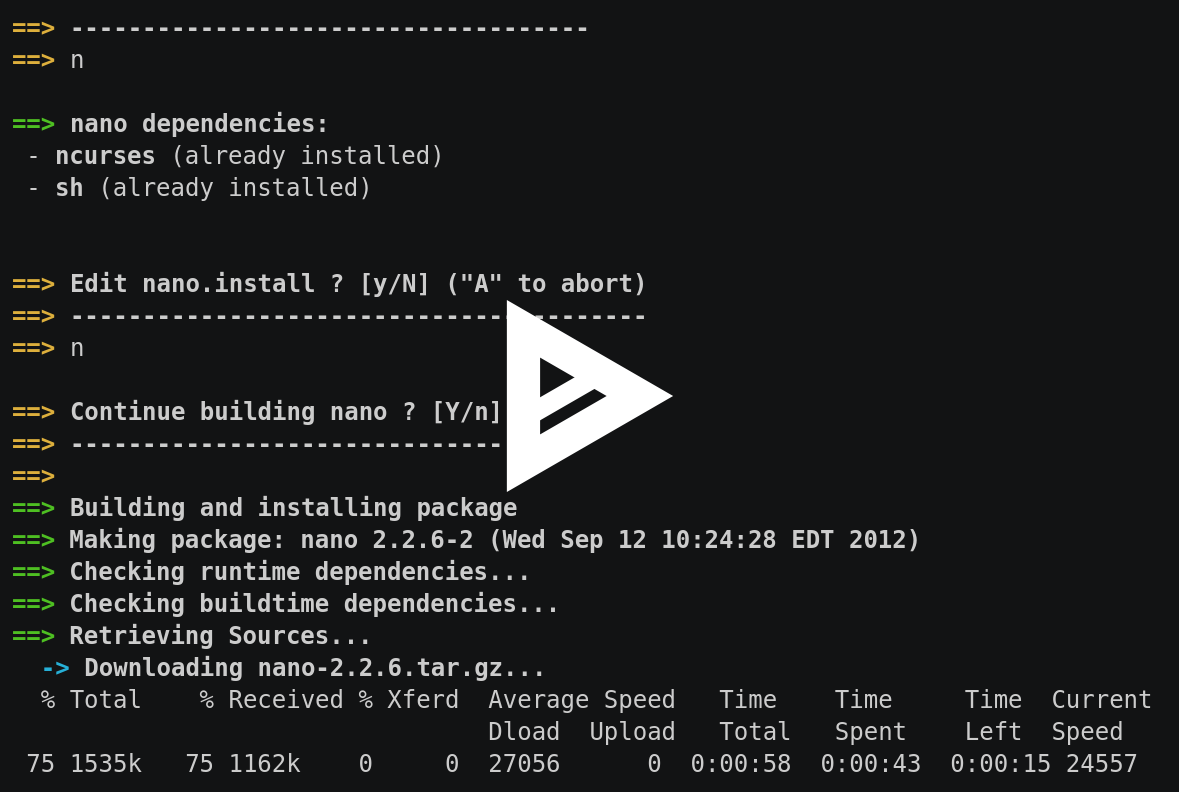 ==> ------------------------------------
==> n
==> nano dependencies:
- ncurses (already installed)
- sh (already installed)
==> Edit nano.install ? [y/N] ("A" to abort)
==> ----------------------------------------
==> n
==> Continue building nano ? [Y/n]
==> ------------------------------
==>
==> Building and installing package
==> Making package: nano 2.2.6-2 (Wed Sep 12 10:24:28 EDT 2012)
==> Checking runtime dependencies...
==> Checking buildtime dependencies...
==> Retrieving Sources...
-> Downloading nano-2.2.6.tar.gz...
% Total    % Received % Xferd  Average Speed   Time    Time     Time  Current
Dload  Upload   Total   Spent    Left  Speed
75 1535k   75 1162k    0     0  27056      0  0:00:58  0:00:43  0:00:15 24557